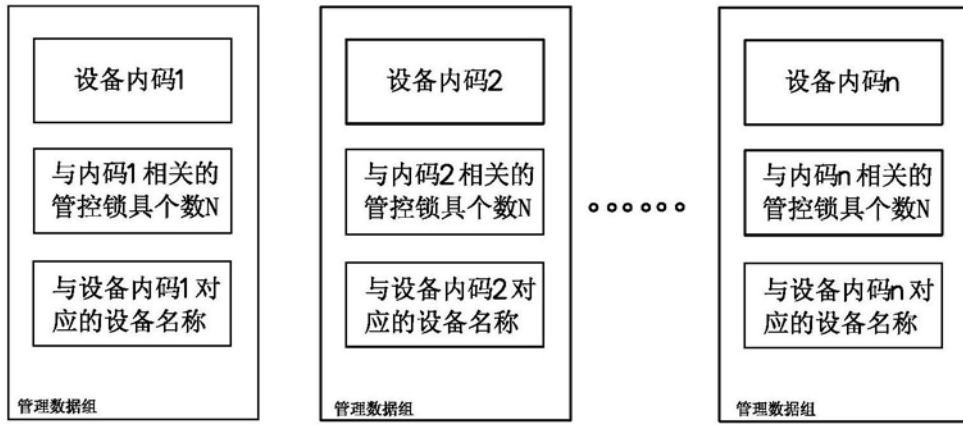 设备内码1
与内码1相关的
管控锁具个数N
与设备内码1对
应的设备名称
管理数据组
设备内码2
与内码2相关的
管控锁具个数N
与设备内码2对
应的设备名称
管理数据组
设备内码n
与内码n相关的
管控锁具个数N
与设备内码n对
应的设备名称
管理数据组